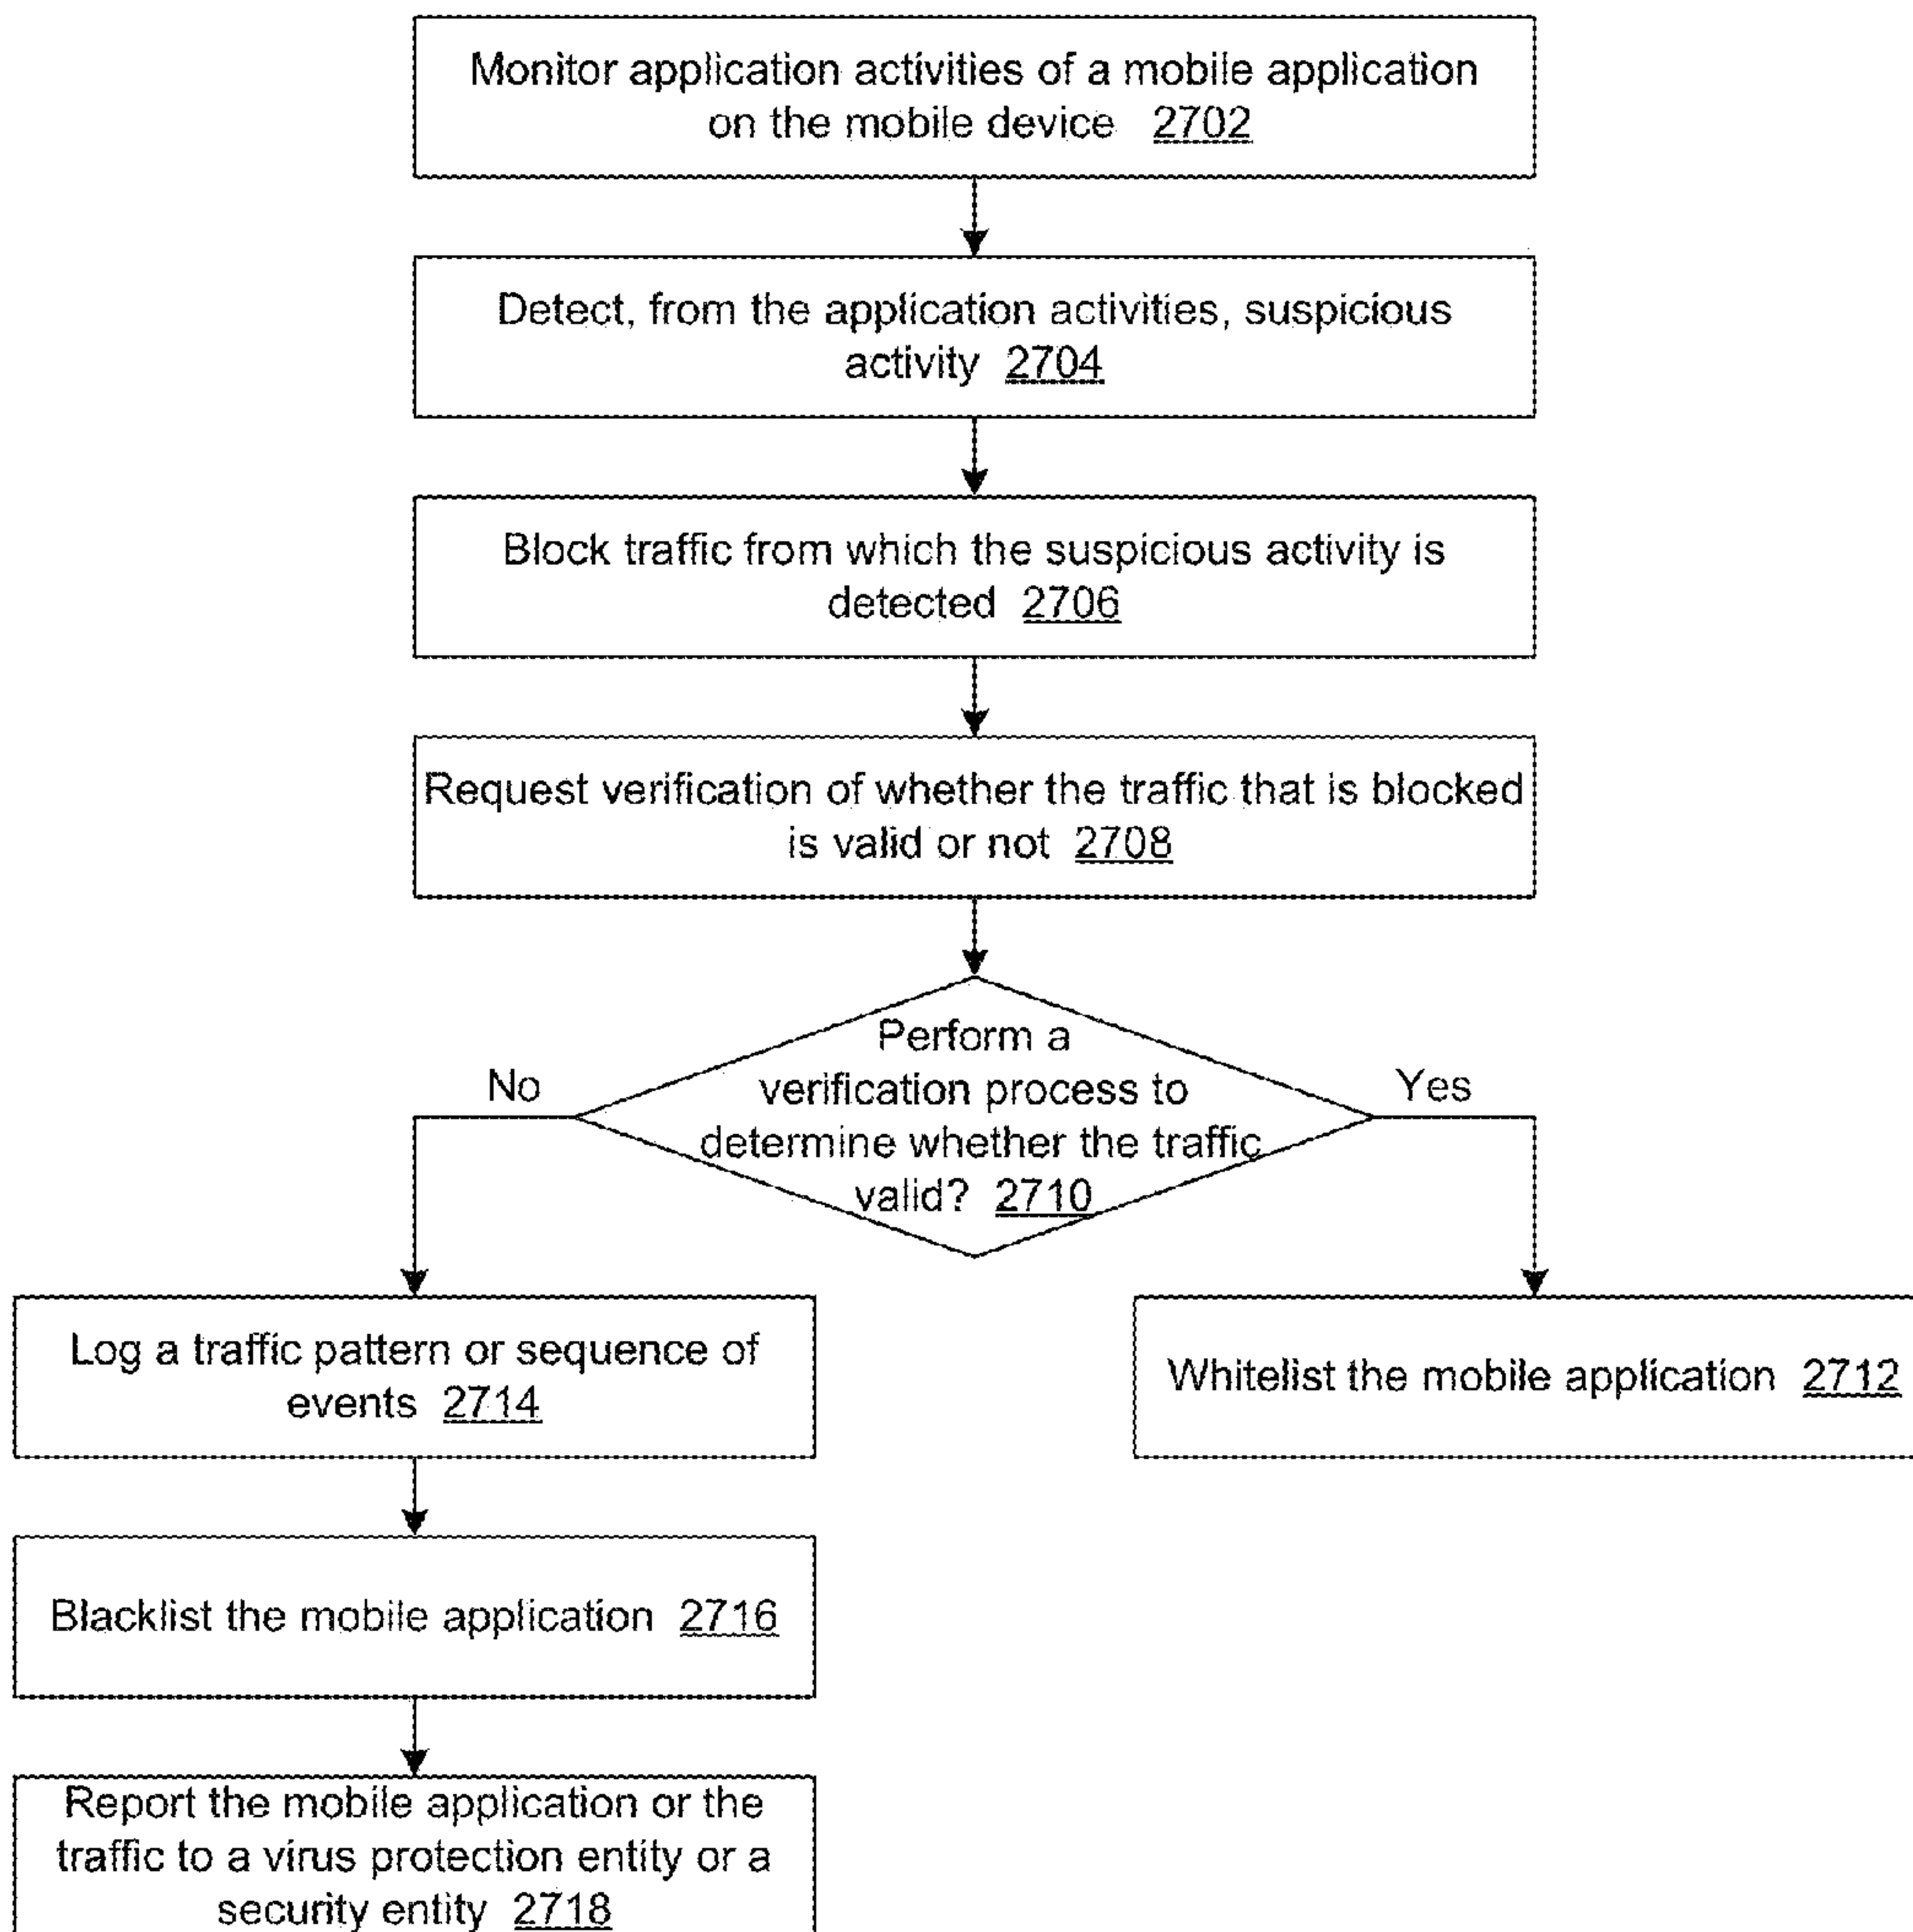 Monitor application activities of a mobile application
on the mobile device 2702
Detect, from the application activities, suspicious
activity 2704
Block traffic from which the suspicious activity is
detected 2706
Request verification of whether the traffic that is blocked
is valid or not 2708
Perform a
verification process to
determine whether the traffic
valid? 2710
No
Yes
Log a traffic pattern or sequence of
events 2714
Whitelist the mobile application 2712
Blacklist the mobile application 2716
Report the mobile application or the
traffic to a virus protection entity or a
security entity 2718